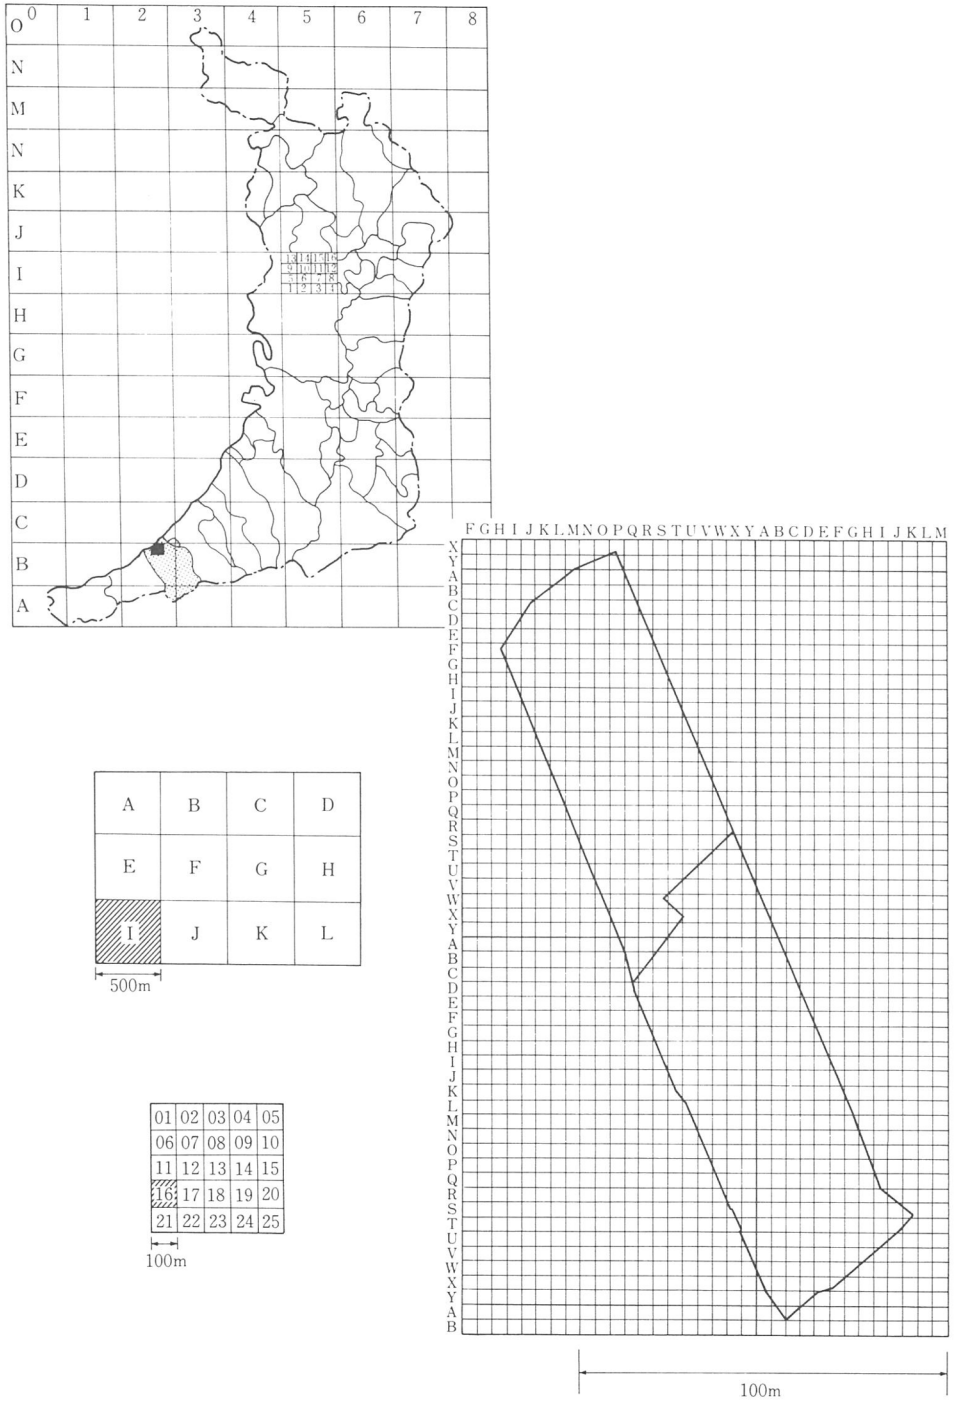 0 1 2 3 4 5 6 7 8
O
N
M
N
K
J
I
H
G
F
E
D
C
B
A
13 14 15 16
9 10 11 12
5 6 7 8
1 2 3 4
A B C D
E F G H
I J K L
500m
01 02 03 04 05
06 07 08 09 10
11 12 13 14 15
16 17 18 19 20
21 22 23 24 25
100m
F G H I J K L M N O P Q R S T U V W X Y A B C D E F G H I J K L M
X
Y
A
B
C
D
E
F
G
H
I
J
K
L
M
N
O
P
Q
R
S
T
U
V
W
X
Y
A
B
C
D
E
F
G
H
I
J
K
L
M
N
O
P
Q
R
S
T
U
V
W
X
Y
A
B
100m